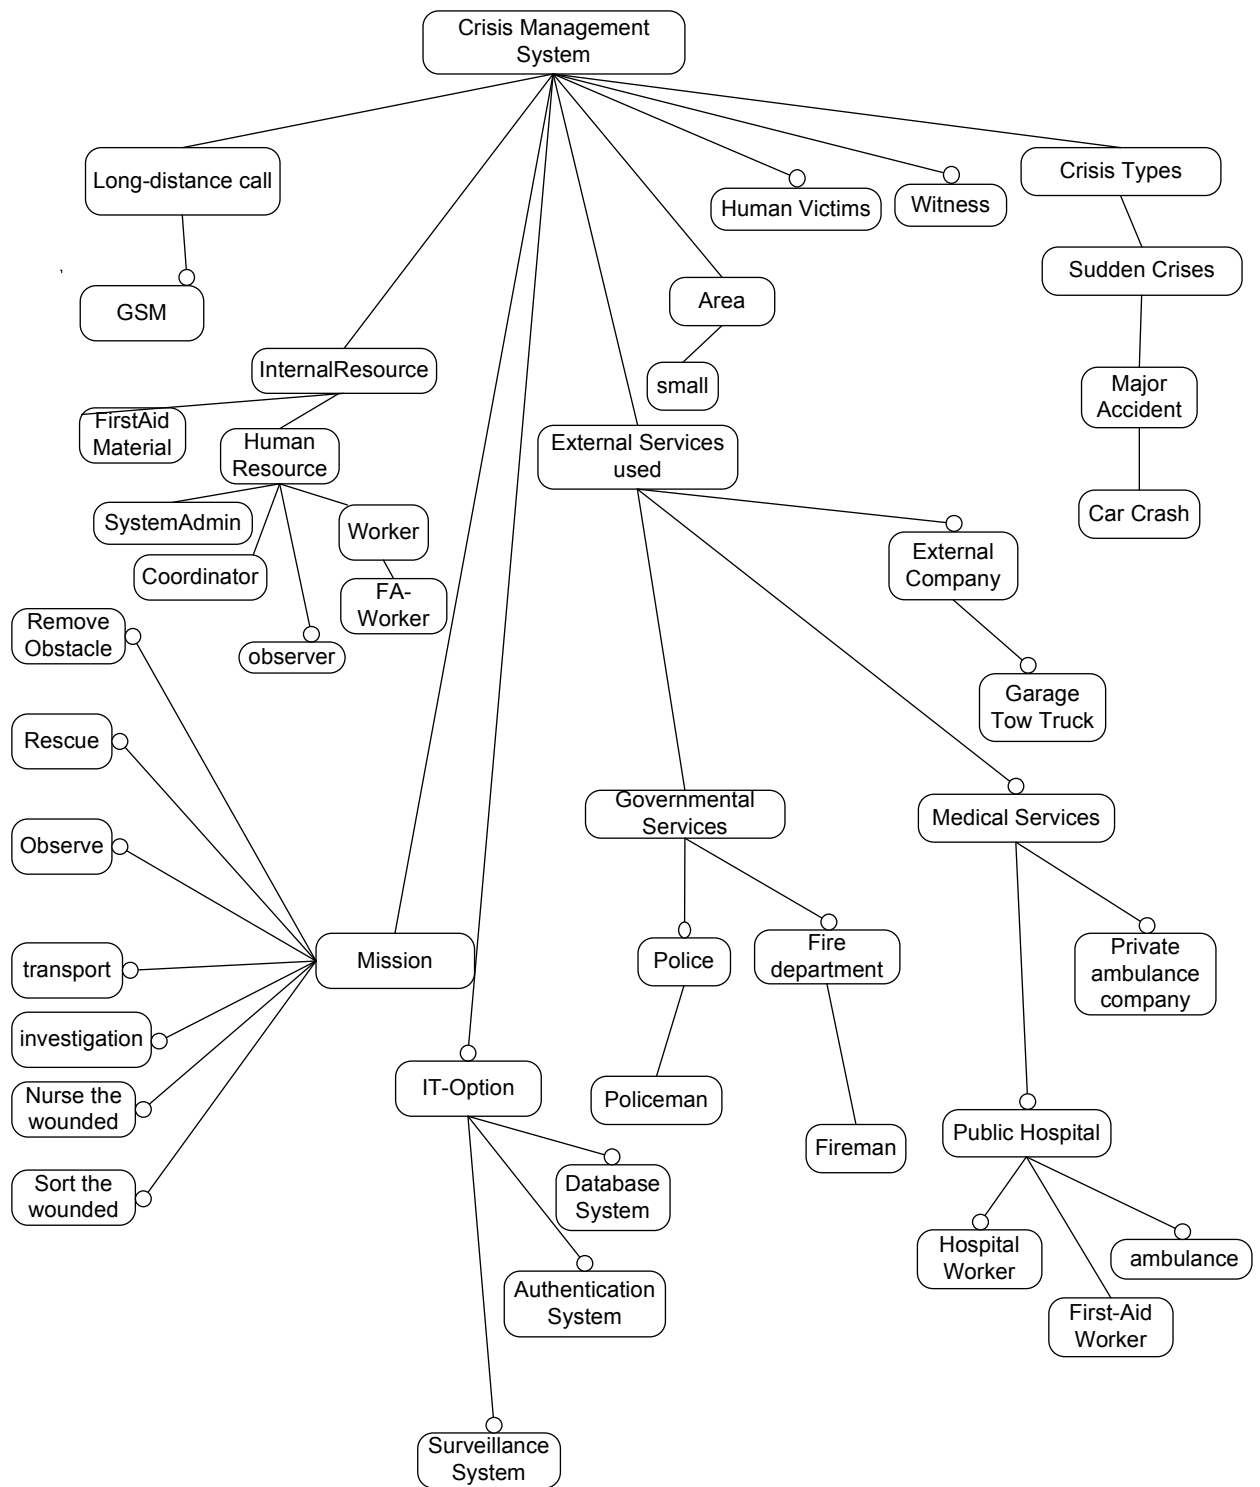 Crisis Management
System
Long-distance call
Human Victims
Witness
Crisis Types
Sudden Crises
GSM
Area
InternalResource
small
Major
Accident
FirstAid
Material
Human
Resource
External Services
used
SystemAdmin
Worker
Car Crash
Coordinator
FA-
Worker
External
Company
Remove
Obstacle
observer
Garage
Tow Truck
Rescue
Governmental
Services
Medical Services
Observe
Mission
Police
Fire
department
Private
ambulance
company
transport
investigation
IT-Option
Nurse the
wounded
Policeman
Fireman
Public Hospital
Sort the
wounded
Database
System
Hospital
Worker
ambulance
Authentication
System
First-Aid
Worker
Surveillance
System